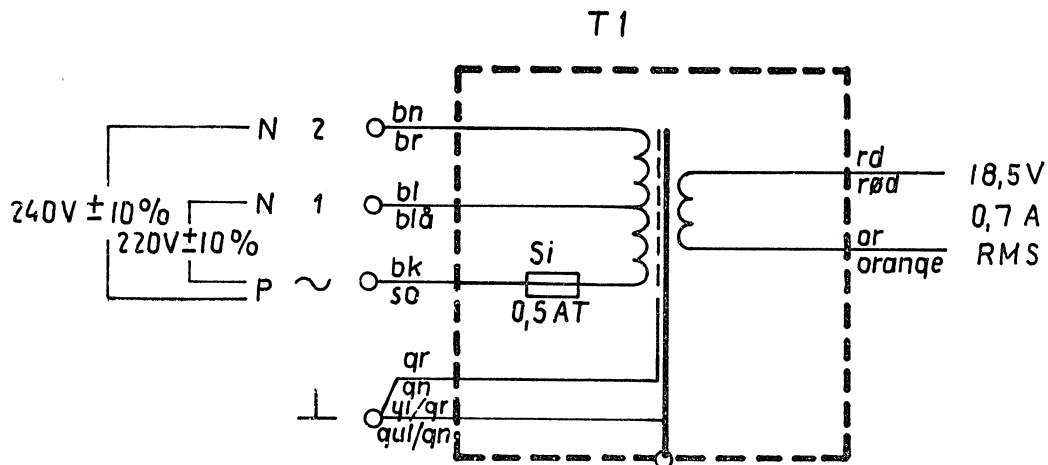 T1
N 2
bn
br
240V ±10%
N 1
bl
blå
220V±10%
P ~
bk
so
Si
0,5 AT
rd
rød
18,5V
0,7 A
or
orange
RMS
gr
gn
yl/gr
gul/gn